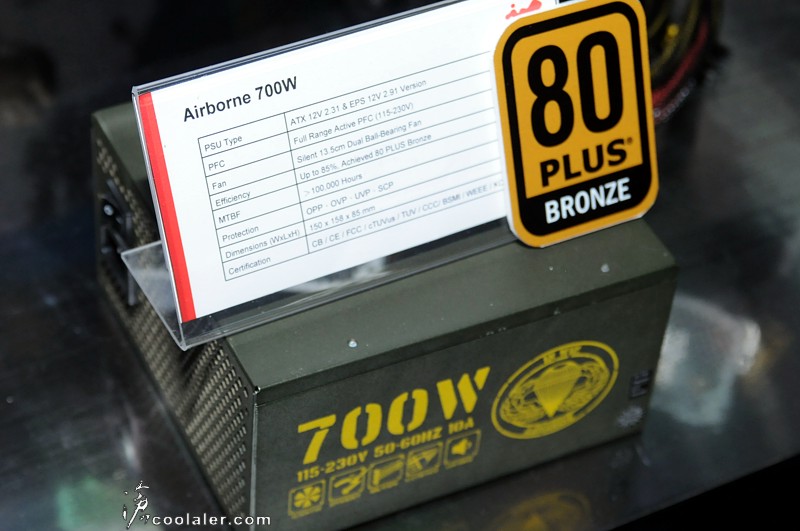 Airborne 700W
PSU Type ATX 12V 2.31 & EPS 12V 2.91 Version
PFC Full Range Active PFC (115-230V)
Fan Silent 13.5cm Dual Ball-Bearing Fan
Efficiency Up to 85%, Achieved 80 PLUS Bronze
MTBF >100,000 Hours
Protection OPP、OVP、UVP、SCP
Dimensions (WxLxH) 150 x 158 x 85 mm
Certification CB / CE / FCC / cTUVus / TUV / CCC/ BSMI / WEEE
80
PLUS®
BRONZE
700W
115-230V 50-60HZ 10A
coolaler.com